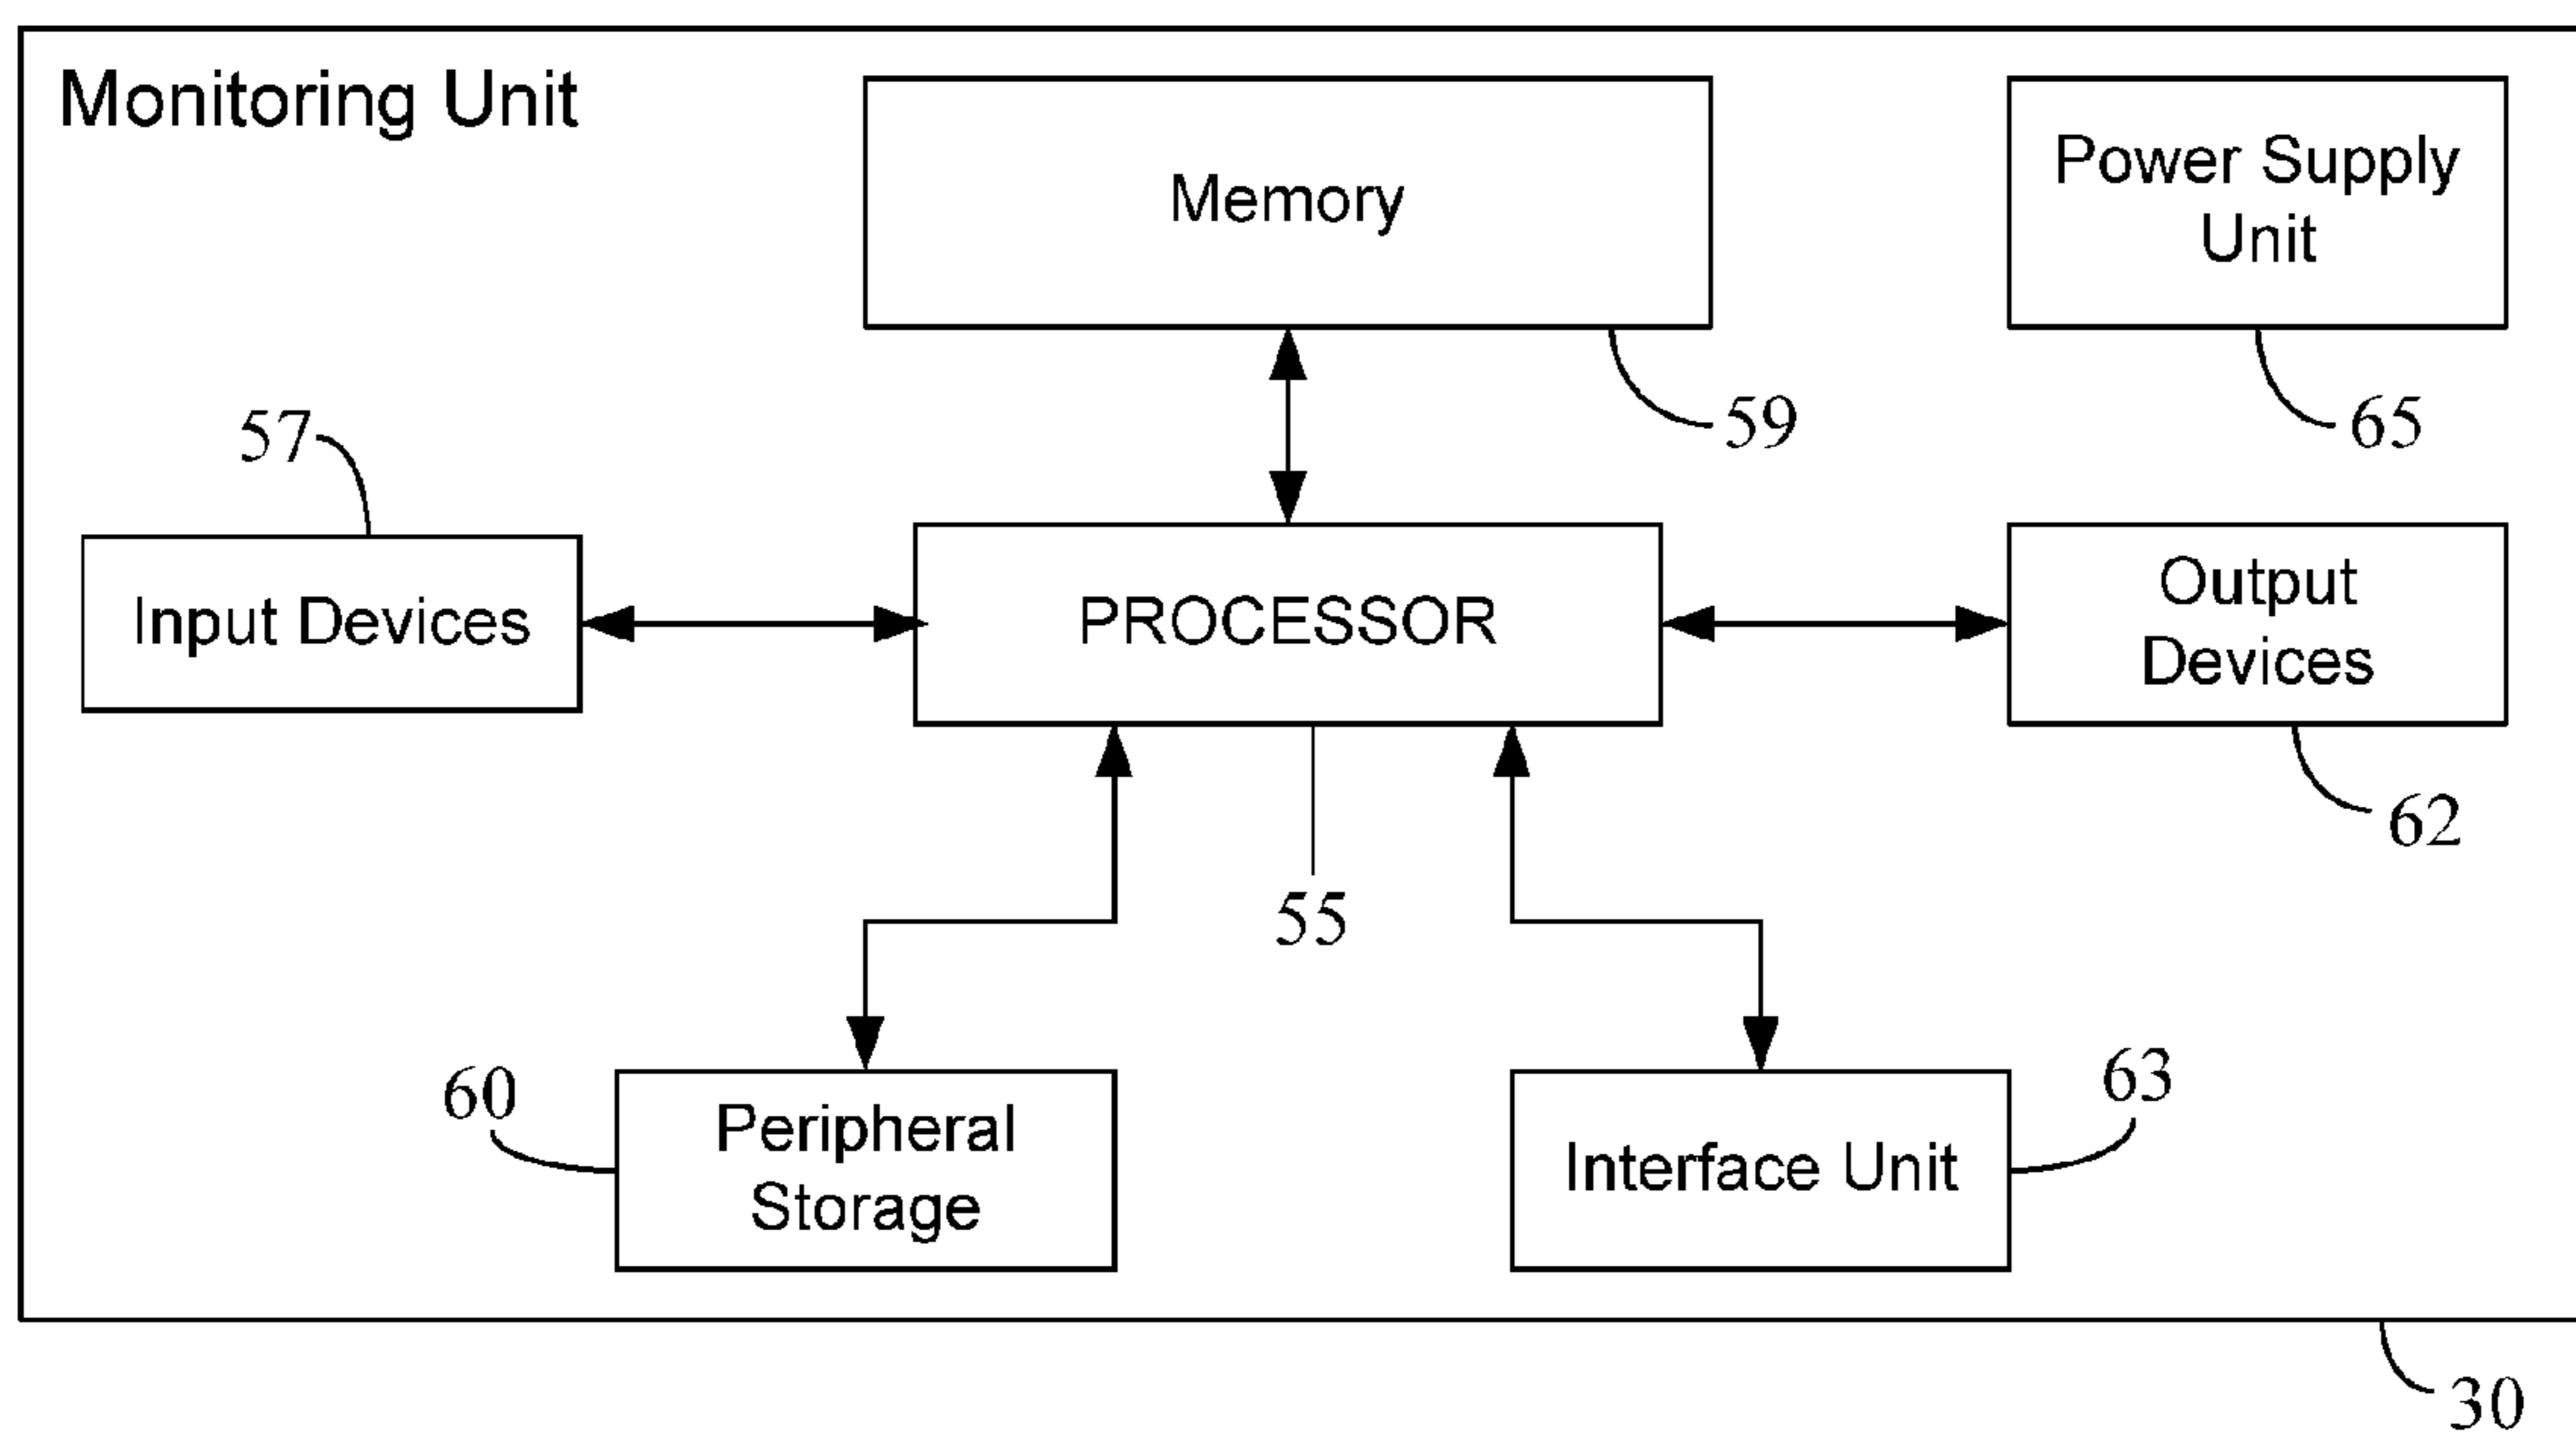 Monitoring Unit
Memory
Power Supply
Unit
59
65
57
Input Devices
PROCESSOR
Output
Devices
62
55
60
Peripheral
Storage
Interface Unit
63
30